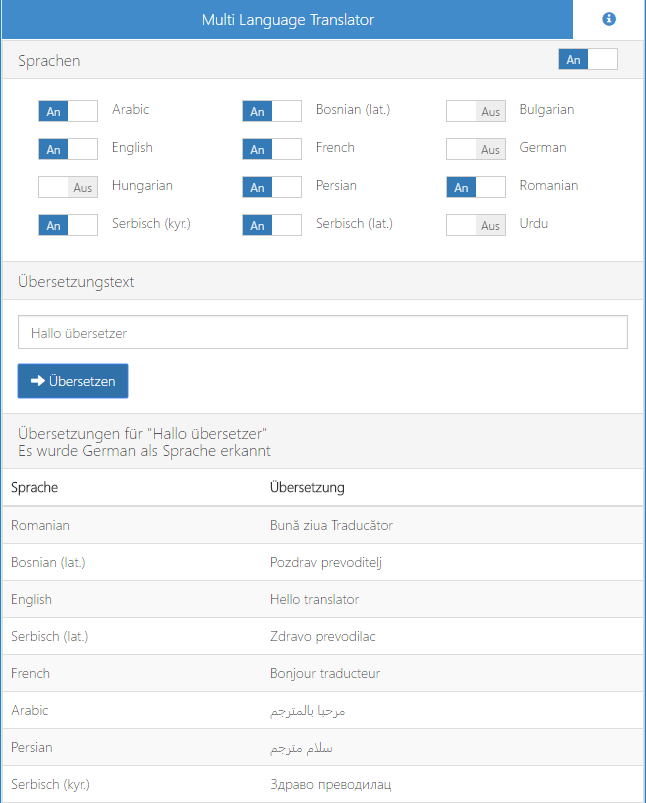 Multi Language Translator
Sprachen An
An Arabic An Bosnian (lat.) Aus Bulgarian
An English An French Aus German
Aus Hungarian An Persian An Romanian
An Serbisch (kyr.) An Serbisch (lat.) Aus Urdu
Übersetzungstext
Hallo übersetzer
Übersetzen
Übersetzungen für "Hallo übersetzer"
Es wurde German als Sprache erkannt
Sprache Übersetzung
Romanian Bună ziua Traducător
Bosnian (lat.) Pozdrav prevoditelj
English Hello translator
Serbisch (lat.) Zdravo prevodilac
French Bonjour traducteur
Arabic مرحبا بالمترجم
Persian سلام مترجم
Serbisch (kyr.) Здраво преводилац